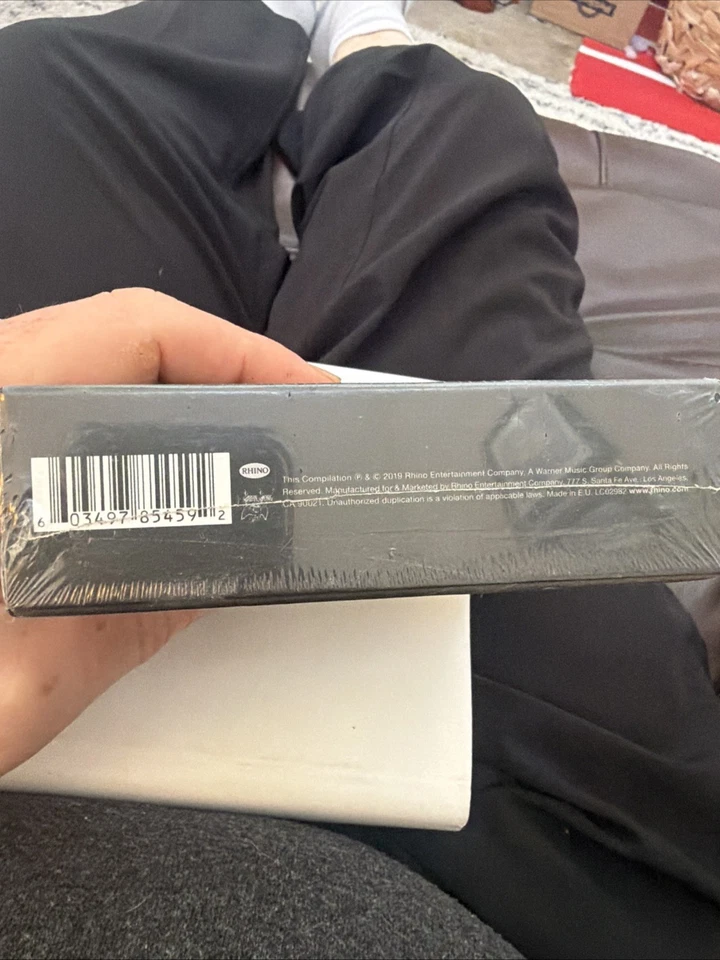 RHINO
This Compilation ℗ & © 2019 Rhino Entertainment Company, A Warner Music Group Company. All Rights
Reserved. Manufactured for & Marketed by Rhino Entertainment Company, 777 S. Santa Fe Ave., Los Angeles,
CA 90021. Unauthorized duplication is a violation of applicable laws. Made in E.U. LC02982 www.rhino.com
6 03497 85459 2